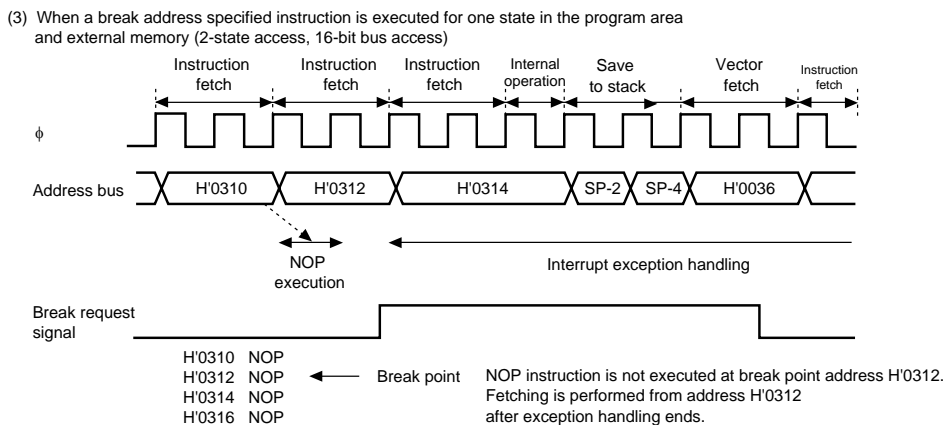 (3) When a break address specified instruction is executed for one state in the program area
and external memory (2-state access, 16-bit bus access)
Instruction fetch
Instruction fetch
Instruction fetch
Internal operation
Save to stack
Vector fetch
Instruction fetch
φ
Address bus
H'0310
H'0312
H'0314
SP-2
SP-4
H'0036
NOP execution
Interrupt exception handling
Break request
signal
H'0310 NOP
H'0312 NOP
H'0314 NOP
H'0316 NOP
Break point
NOP instruction is not executed at break point address H'0312.
Fetching is performed from address H'0312
after exception handling ends.